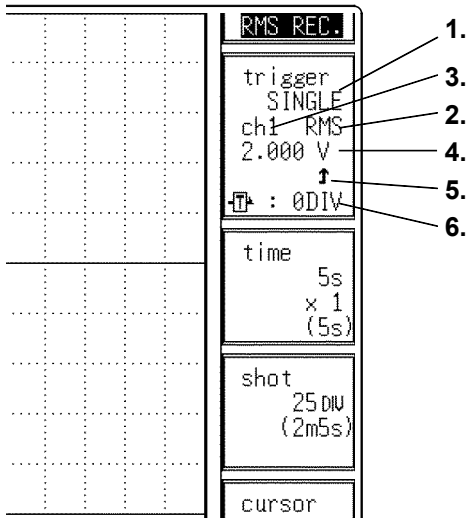 RMS REC.
1.
trigger
SINGLE
3.
ch1 RMS
2.
2.000 V
4.
5.
T : 0DIV
6.
time
5s
x 1
(5s)
shot
25 DIV
(2m5s)
cursor